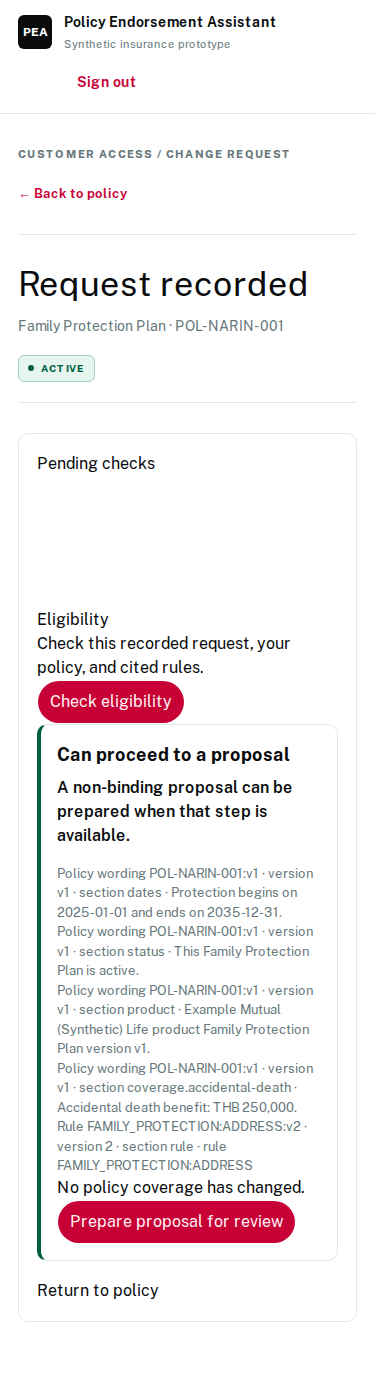 PEA
Policy Endorsement Assistant
Synthetic insurance prototype
Sign out
CUSTOMER ACCESS / CHANGE REQUEST
← Back to policy
Request recorded
Family Protection Plan · POL-NARIN-001
ACTIVE
Pending checks
Eligibility
Check this recorded request, your
policy, and cited rules.
Check eligibility
Can proceed to a proposal
A non-binding proposal can be
prepared when that step is
available.
Policy wording POL-NARIN-001:v1 · version
v1 · section dates · Protection begins on
2025-01-01 and ends on 2035-12-31.
Policy wording POL-NARIN-001:v1 · version
v1 · section status · This Family Protection
Plan is active.
Policy wording POL-NARIN-001:v1 · version
v1 · section product · Example Mutual
(Synthetic) Life product Family Protection
Plan version v1.
Policy wording POL-NARIN-001:v1 · version
v1 · section coverage.accidental-death ·
Accidental death benefit: THB 250,000.
Rule FAMILY_PROTECTION:ADDRESS:v2 ·
version 2 · section rule · rule
FAMILY_PROTECTION:ADDRESS
No policy coverage has changed.
Prepare proposal for review
Return to policy